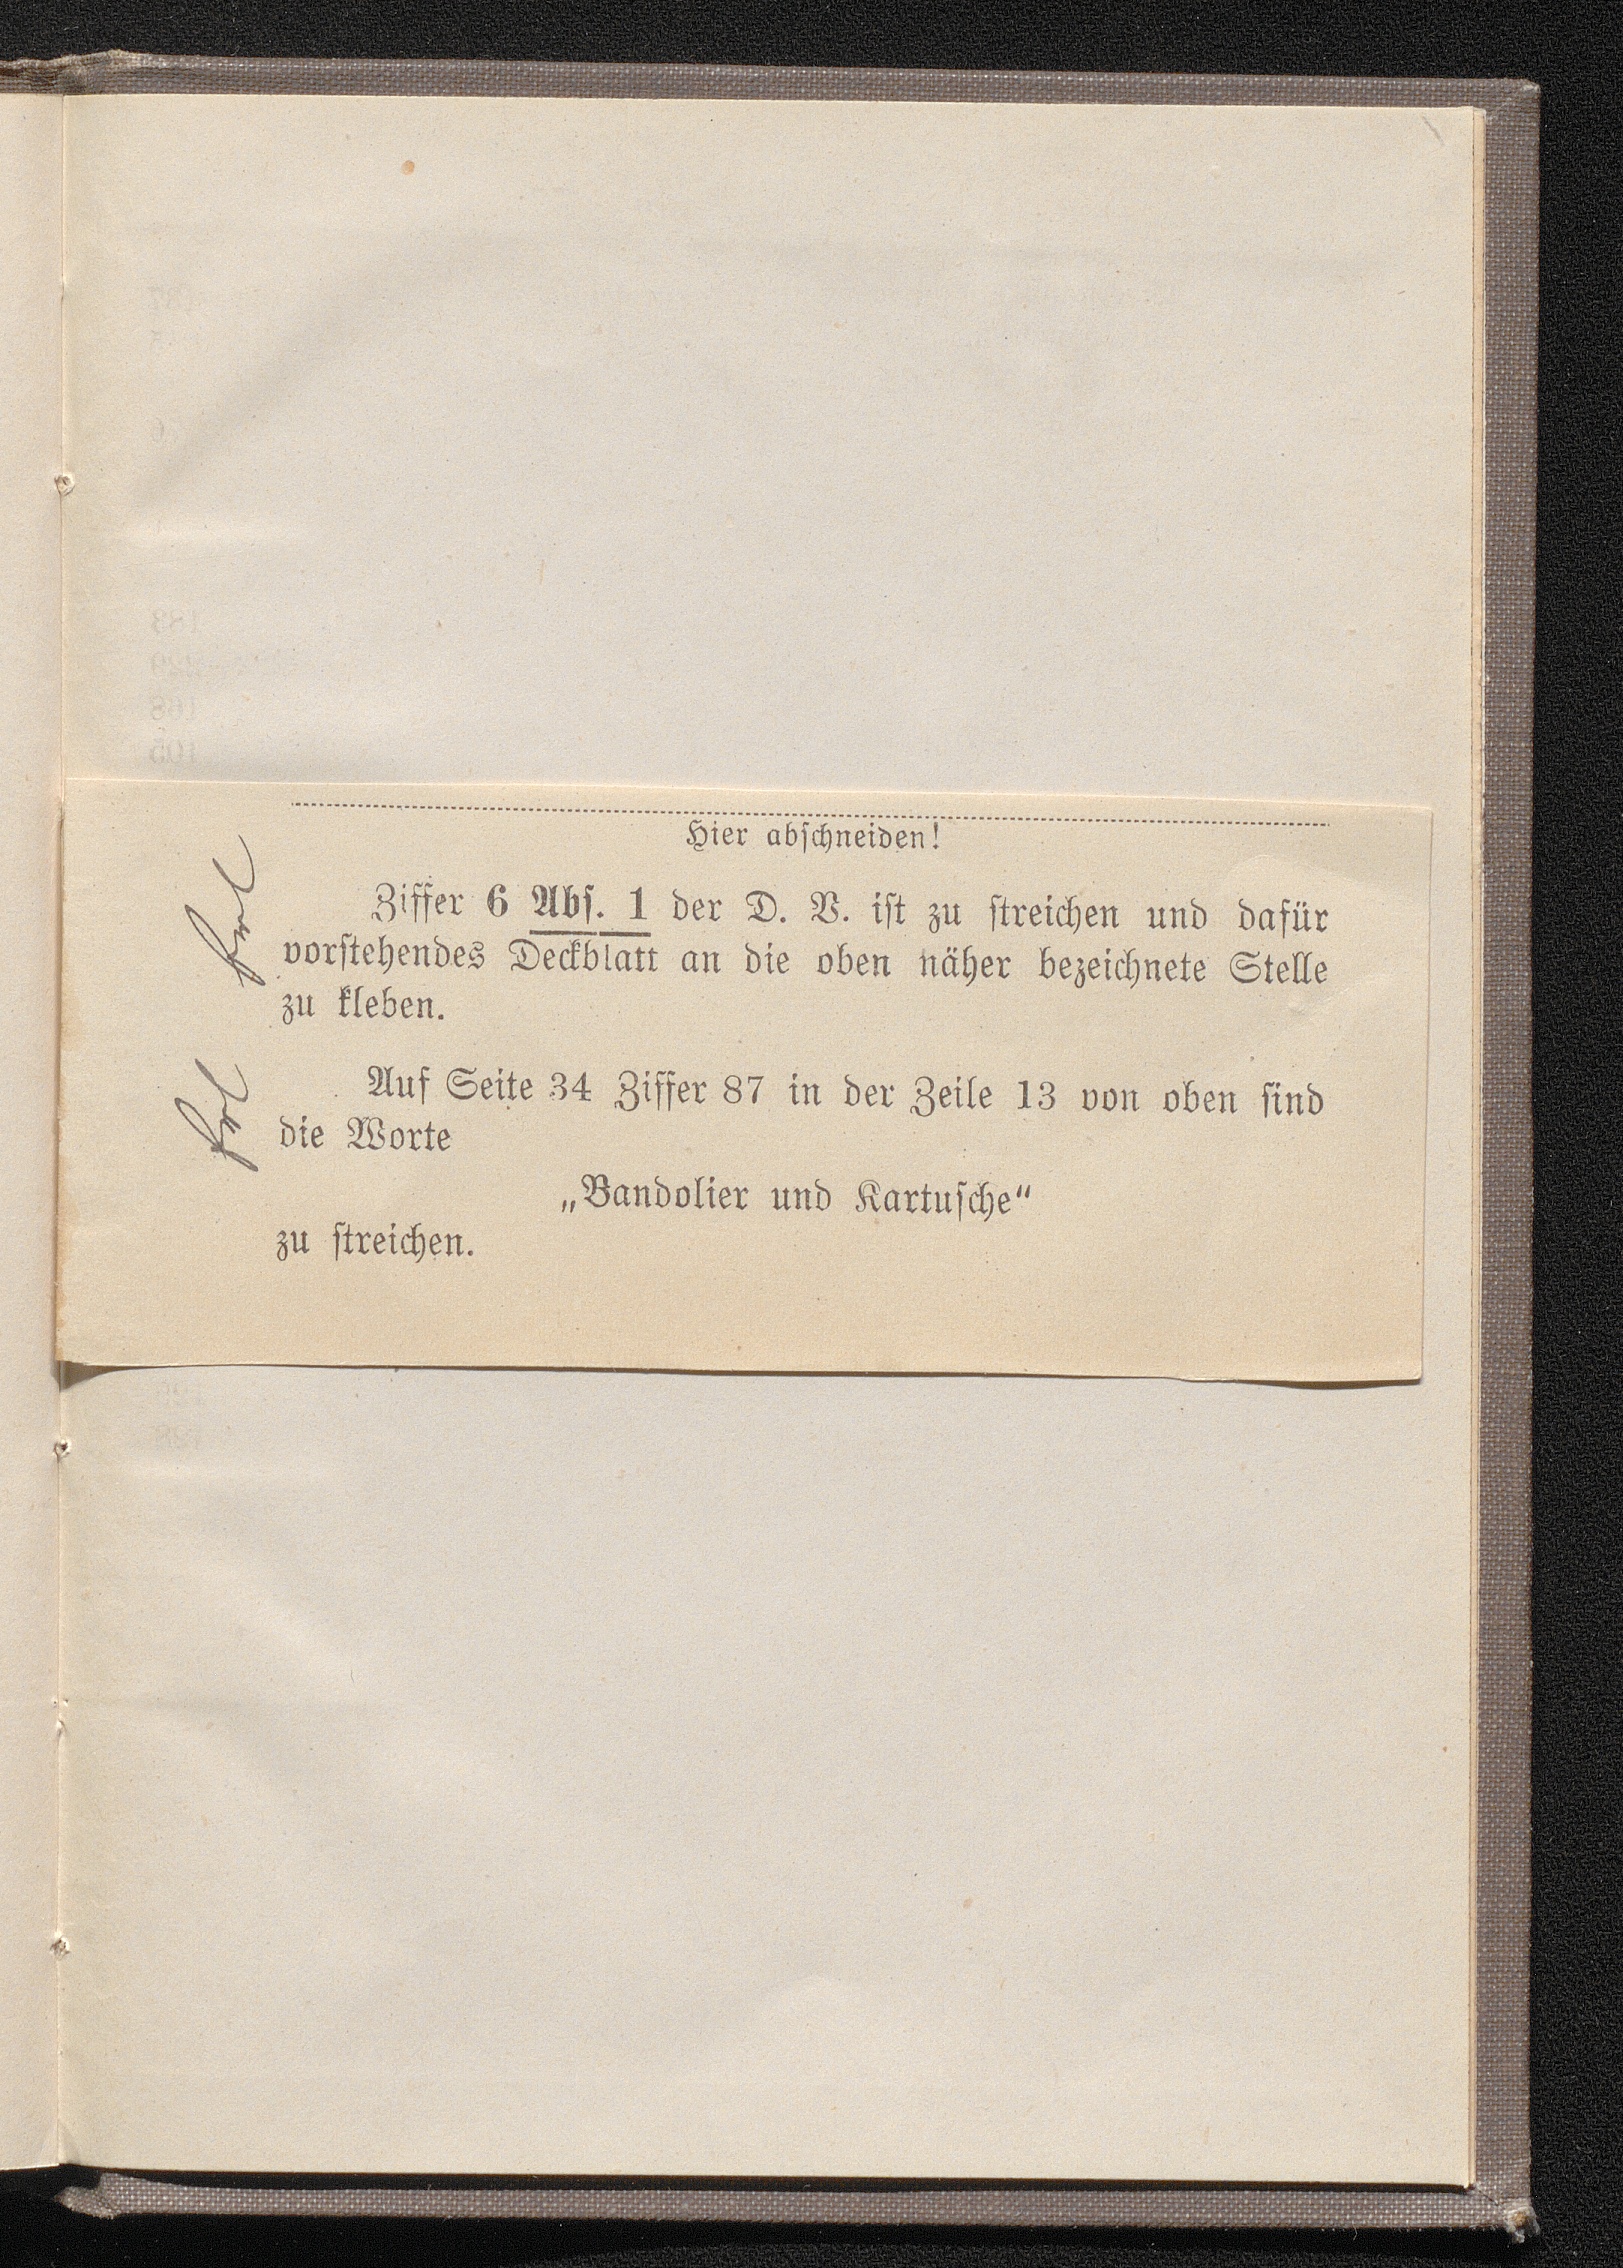 Hier abſchneiden!
Ziffer 6 Abſ. 1 der D. V. iſt zu ſtreichen und dafür
vorſtehendes Deckblatt an die oben näher bezeichnete Stelle
zu kleben.
Auf Seite 34 Ziffer 87 in der Zeile 13 von oben ſind
die Worte
„Bandolier und Kartuſche“
zu ſtreichen.